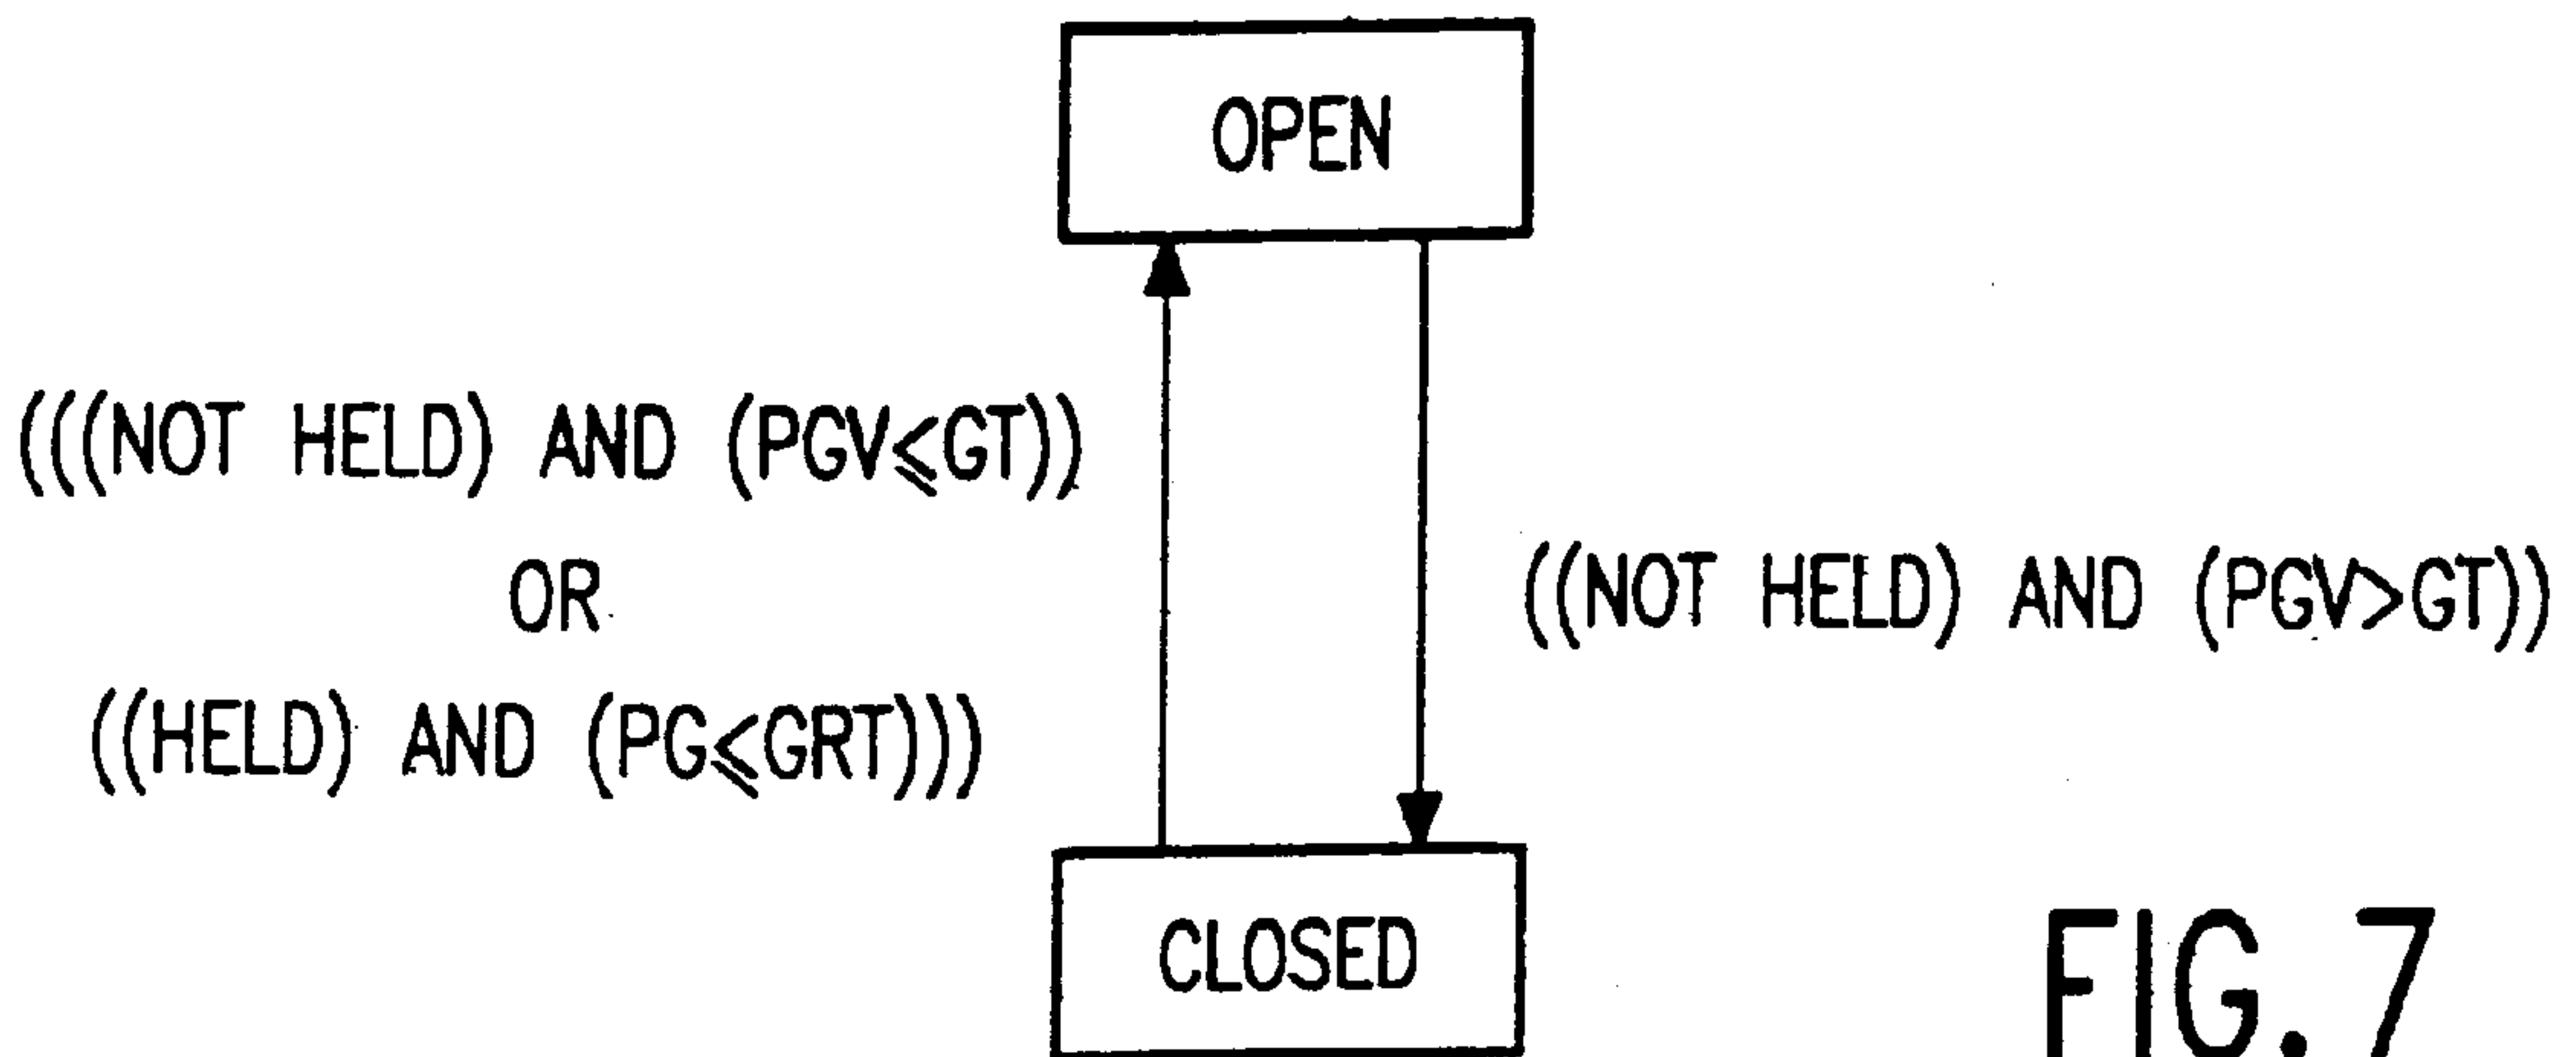 OPEN
(((NOT HELD) AND (PGV≤GT))
OR
((HELD) AND (PG≤GRT)))
((NOT HELD) AND (PGV>GT))
CLOSED
FIG.7